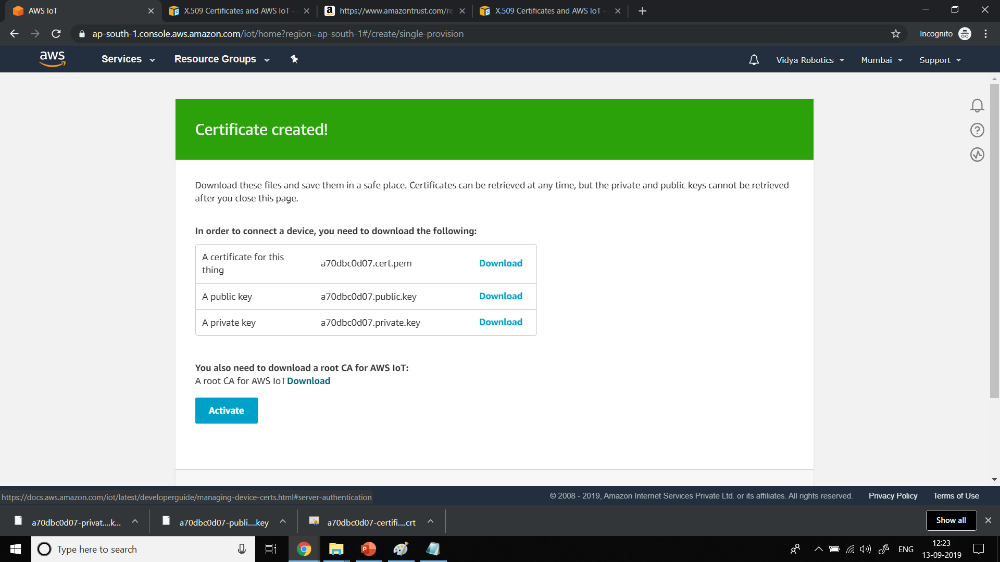 AWS IoT
X.509 Certificates and AWS IoT -
https://www.amazontrust.com/re
X.509 Certificates and AWS IoT -
ap-south-1.console.aws.amazon.com/iot/home?region=ap-south-1#/create/single-provision
Incognito
aws
Services
Resource Groups
Vidya Robotics
Mumbai
Support
Certificate created!
Download these files and save them in a safe place. Certificates can be retrieved at any time, but the private and public keys cannot be retrieved
after you close this page.
In order to connect a device, you need to download the following:
A certificate for this
thing
a70dbc0d07.cert.pem
Download
A public key
a70dbc0d07.public.key
Download
A private key
a70dbc0d07.private.key
Download
You also need to download a root CA for AWS IoT:
A root CA for AWS IoT Download
Activate
https://docs.aws.amazon.com/iot/latest/developerguide/managing-device-certs.html#server-authentication
© 2008 - 2019, Amazon Internet Services Private Ltd. or its affiliates. All rights reserved.
Privacy Policy
Terms of Use
a70dbc0d07-privat....k...
a70dbc0d07-publi....key
a70dbc0d07-certifi....crt
Show all
Type here to search
ENG
12:23
13-09-2019